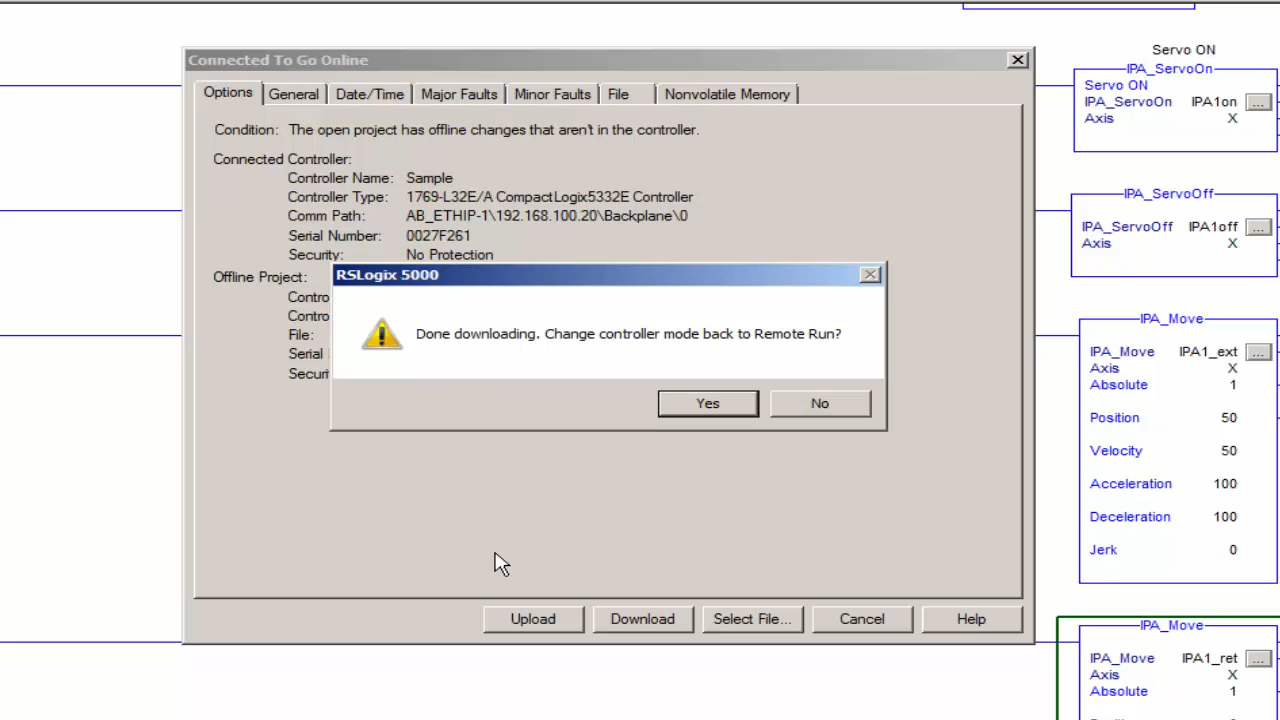 Connected To Go Online
Options General Date/Time Major Faults Minor Faults File Nonvolatile Memory
Condition: The open project has offline changes that aren't in the controller.
Connected Controller:
Controller Name: Sample
Controller Type: 1769-L32E/A CompactLogix5332E Controller
Comm Path: AB_ETHIP-1\192.168.100.20\Backplane\0
Serial Number: 0027F261
Security: No Protection
Offline Project:
Contro
Contro
File:
Serial
Securi
RSLogix 5000
Done downloading. Change controller mode back to Remote Run?
Yes No
Upload Download Select File... Cancel Help
Servo ON
IPA_ServoOn
Servo ON
IPA_ServoOn IPA1on ...
Axis X
IPA_ServoOff
IPA_ServoOff IPA1off ...
Axis X
IPA_Move
IPA_Move IPA1_ext ...
Axis X
Absolute 1
Position 50
Velocity 50
Acceleration 100
Deceleration 100
Jerk 0
IPA_Move
IPA_Move IPA1_ret ...
Axis X
Absolute 1